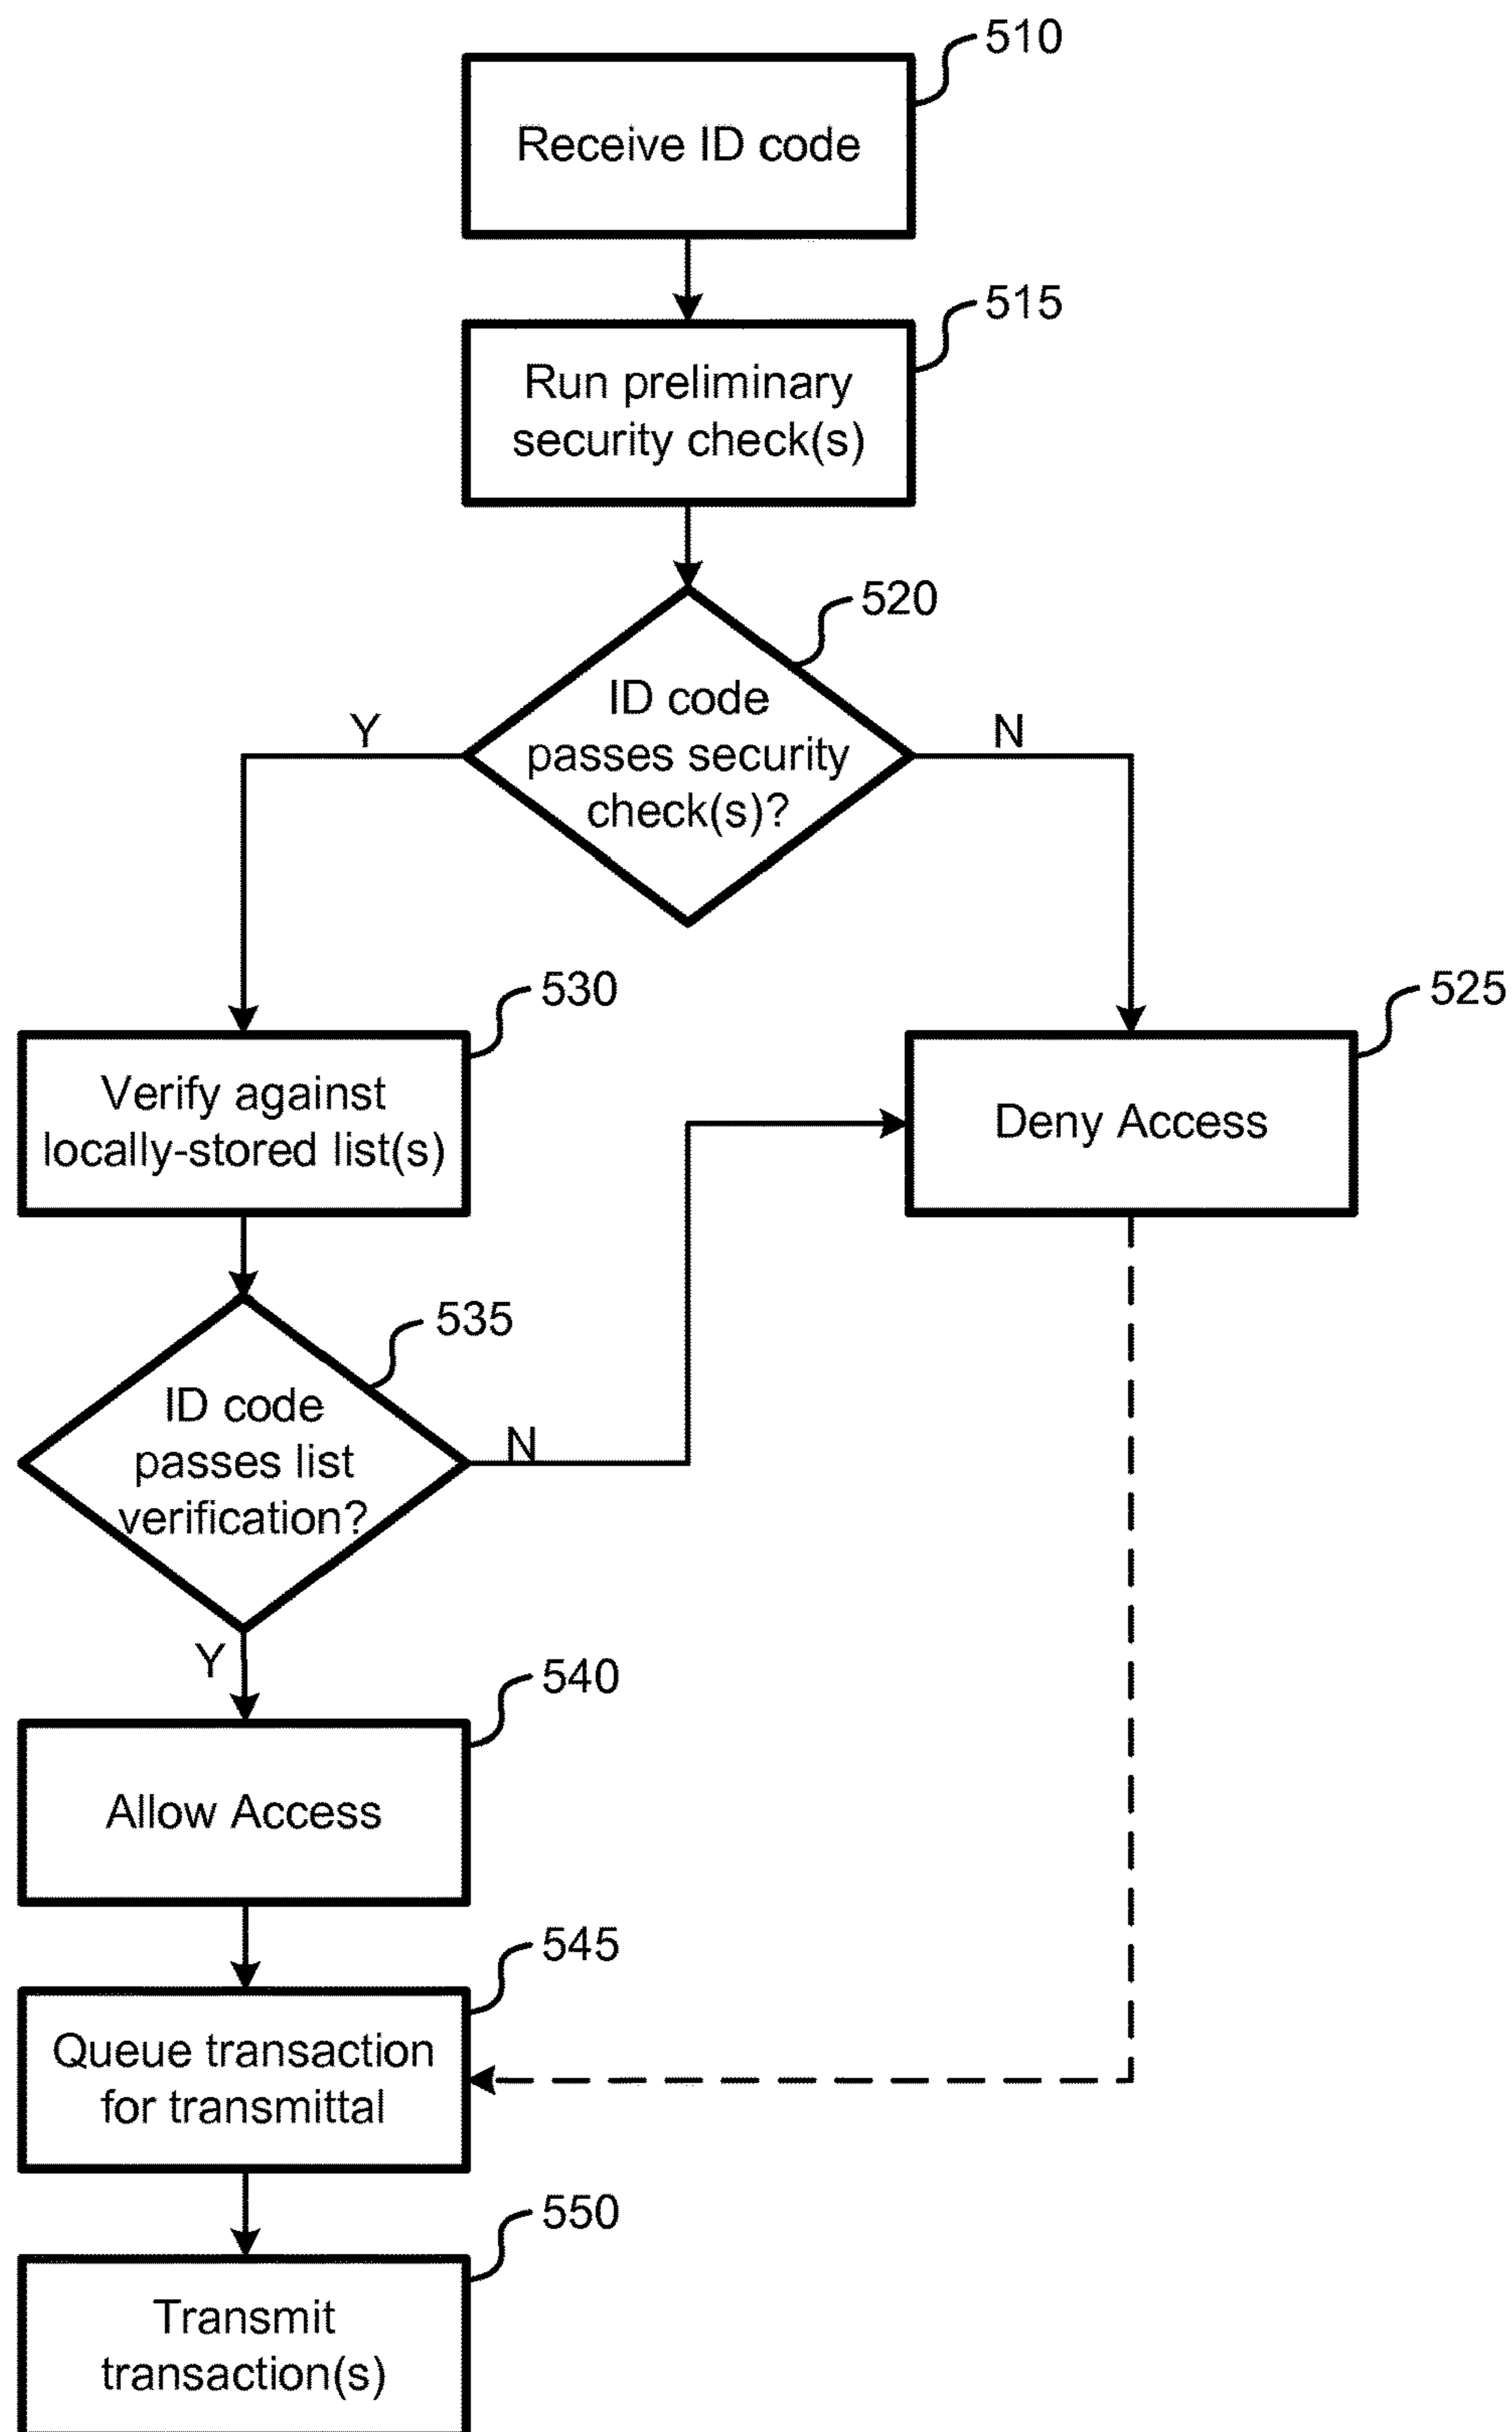 510
Receive ID code
515
Run preliminary
security check(s)
520
ID code
passes security
check(s)?
Y
N
530
Verify against
locally-stored list(s)
525
Deny Access
535
ID code
passes list
verification?
N
Y
540
Allow Access
545
Queue transaction
for transmittal
550
Transmit
transaction(s)